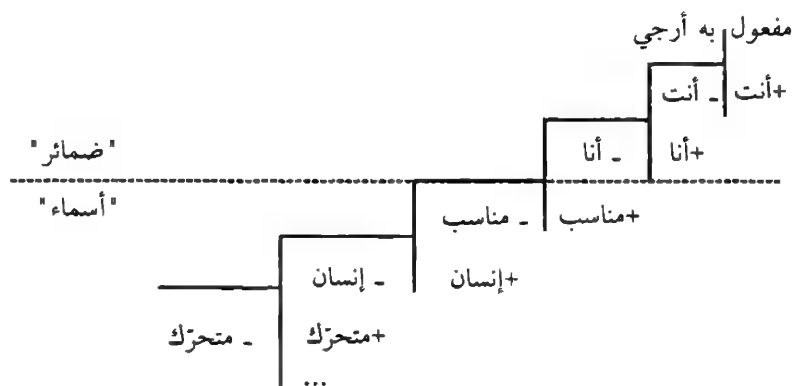 مفعول به أرجي
+أنت - أنت
+أنا - أنا
"ضمائر"
"أسماء"
+مناسب - مناسب
+إنسان - إنسان
+متحرّك - متحرّك
...